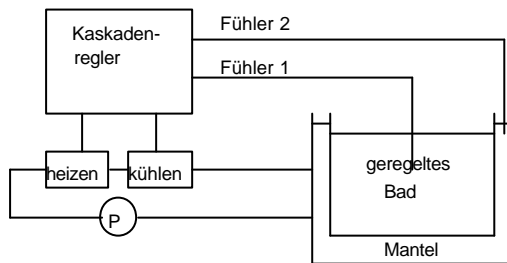 Kaskaden-
regler
Fühler 2
Fühler 1
heizen
kühlen
P
geregeltes
Bad
Mantel